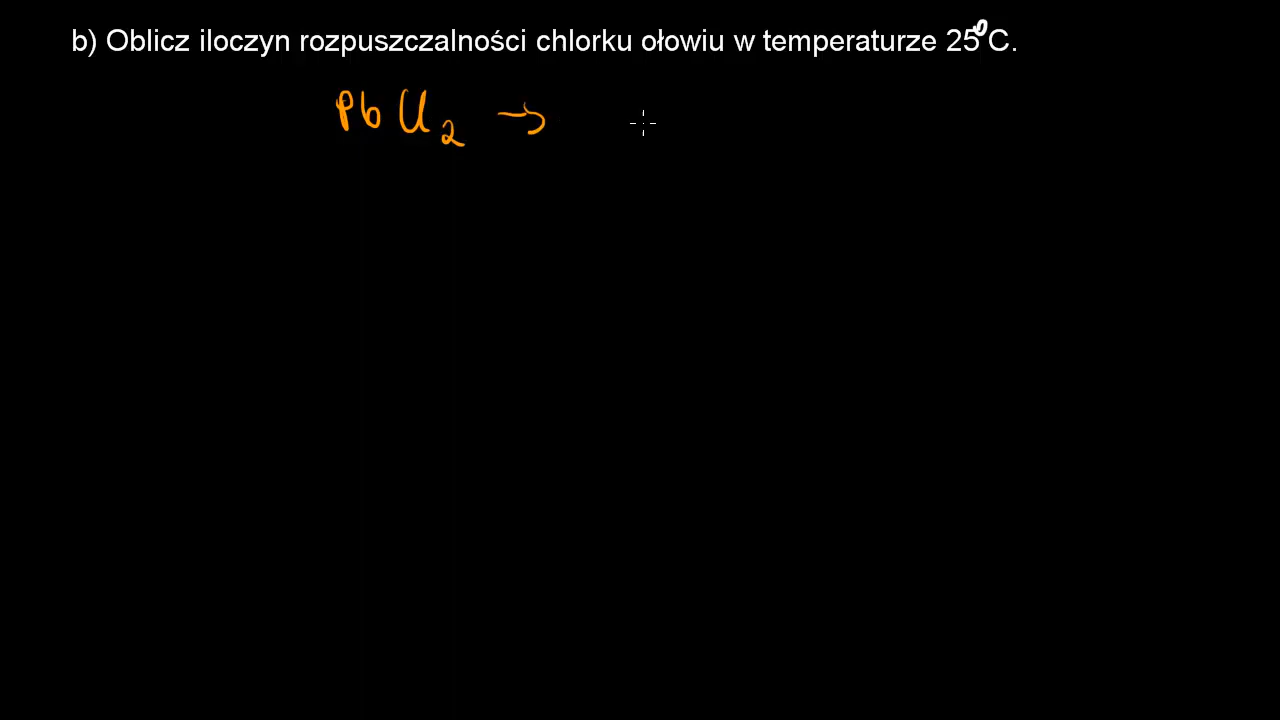 b) Oblicz iloczyn rozpuszczalności chlorku ołowiu w temperaturze 25⁰C.
PbCl₂ →